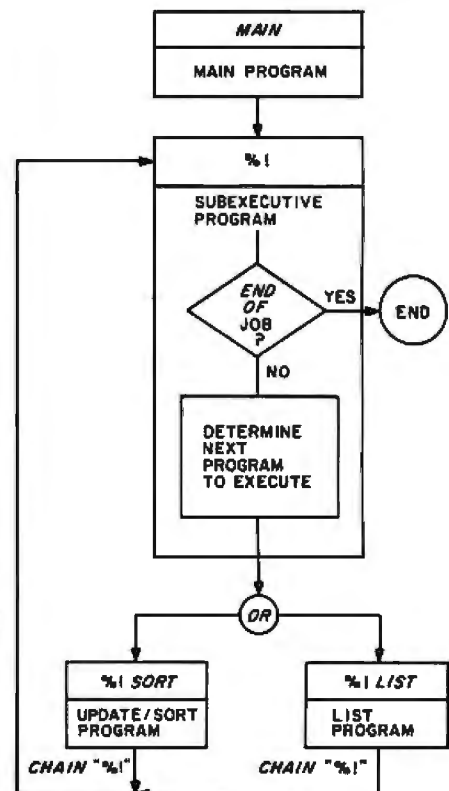 MAIN
MAIN PROGRAM
%!
SUBEXECUTIVE
PROGRAM
END
OF
JOB
?
YES
END
NO
DETERMINE
NEXT
PROGRAM
TO EXECUTE
OR
%! SORT
UPDATE/SORT
PROGRAM
CHAIN "%!"
%! LIST
LIST
PROGRAM
CHAIN "%!"